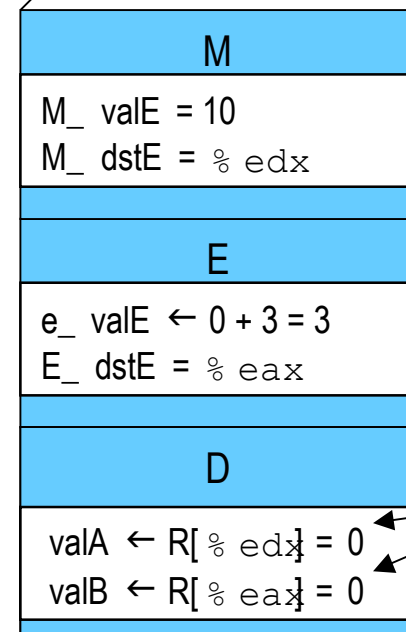 M
M_ valE = 10
M_ dstE = % edx
E
e_ valE ← 0 + 3 = 3
E_ dstE = % eax
D
valA ← R[ % edx] = 0
valB ← R[ % eax] = 0